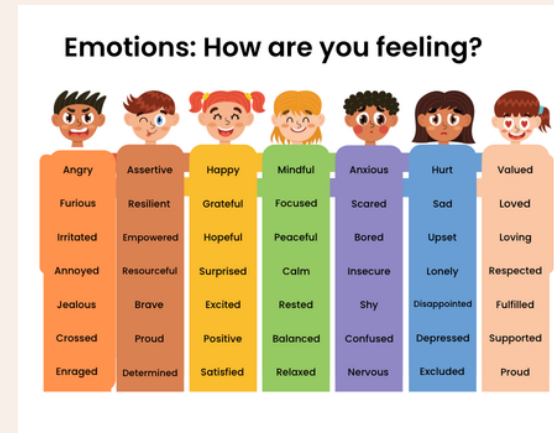 Emotions: How are you feeling?
Angry Assertive Happy Mindful Anxious Hurt Valued
Furious Resilient Grateful Focused Scared Sad Loved
Irritated Empowered Hopeful Peaceful Bored Upset Loving
Annoyed Resourceful Surprised Calm Insecure Lonely Respected
Jealous Brave Excited Rested Shy Disappointed Fulfilled
Crossed Proud Positive Balanced Confused Depressed Supported
Enraged Determined Satisfied Relaxed Nervous Excluded Proud